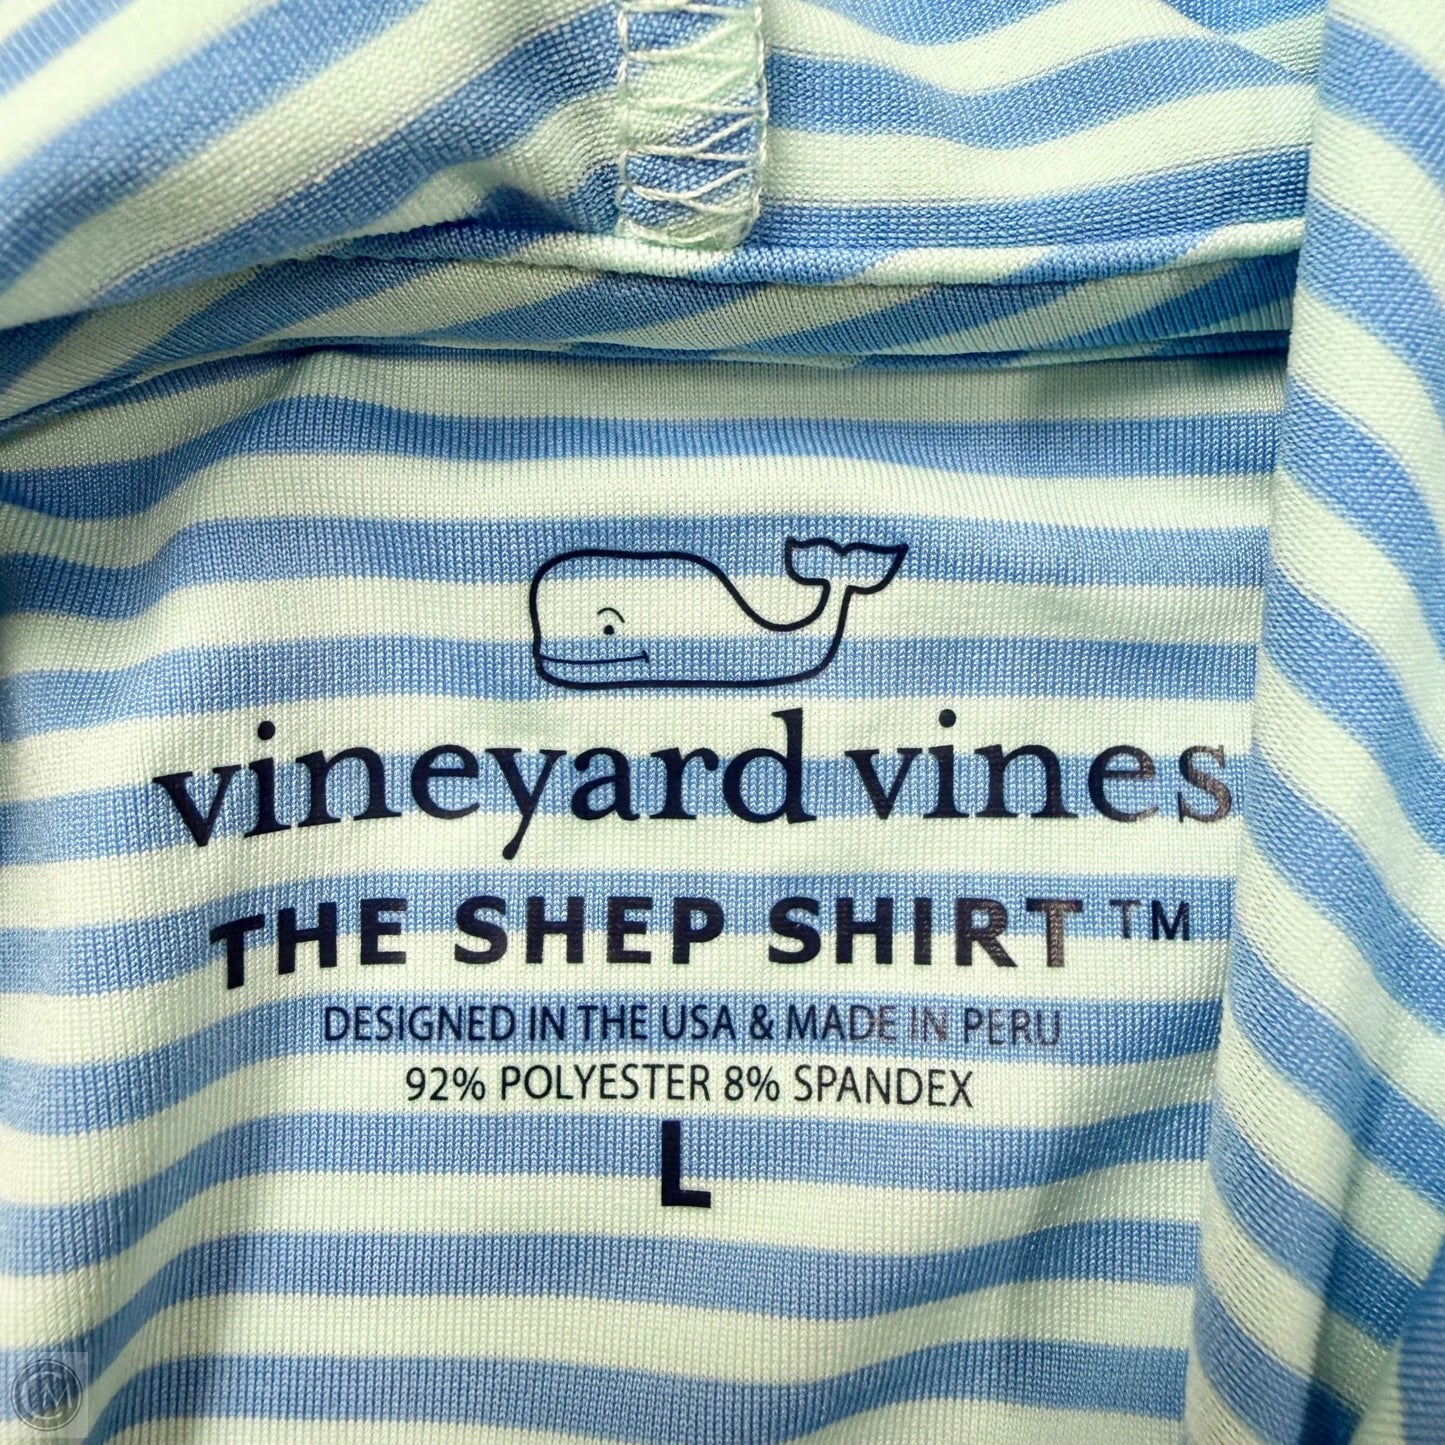 vineyard vines
THE SHEP SHIRT™
DESIGNED IN THE USA & MADE IN PERU
92% POLYESTER 8% SPANDEX
L